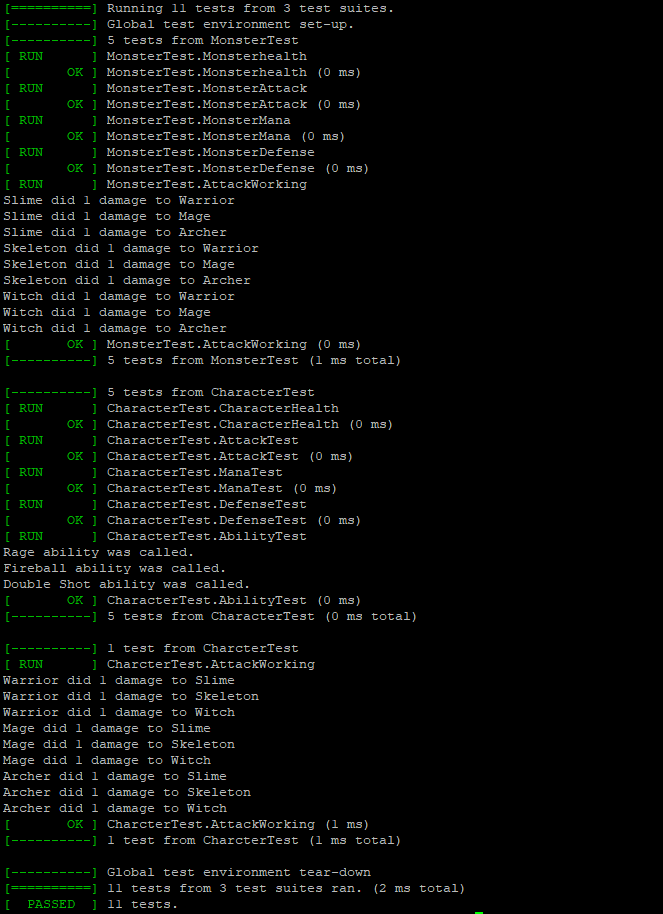 [==========] Running 11 tests from 3 test suites.
[----------] Global test environment set-up.
[----------] 5 tests from MonsterTest
[ RUN      ] MonsterTest.Monsterhealth
[       OK ] MonsterTest.Monsterhealth (0 ms)
[ RUN      ] MonsterTest.MonsterAttack
[       OK ] MonsterTest.MonsterAttack (0 ms)
[ RUN      ] MonsterTest.MonsterMana
[       OK ] MonsterTest.MonsterMana (0 ms)
[ RUN      ] MonsterTest.MonsterDefense
[       OK ] MonsterTest.MonsterDefense (0 ms)
[ RUN      ] MonsterTest.AttackWorking
Slime did 1 damage to Warrior
Slime did 1 damage to Mage
Slime did 1 damage to Archer
Skeleton did 1 damage to Warrior
Skeleton did 1 damage to Mage
Skeleton did 1 damage to Archer
Witch did 1 damage to Warrior
Witch did 1 damage to Mage
Witch did 1 damage to Archer
[       OK ] MonsterTest.AttackWorking (0 ms)
[----------] 5 tests from MonsterTest (1 ms total)

[----------] 5 tests from CharacterTest
[ RUN      ] CharacterTest.CharacterHealth
[       OK ] CharacterTest.CharacterHealth (0 ms)
[ RUN      ] CharacterTest.AttackTest
[       OK ] CharacterTest.AttackTest (0 ms)
[ RUN      ] CharacterTest.ManaTest
[       OK ] CharacterTest.ManaTest (0 ms)
[ RUN      ] CharacterTest.DefenseTest
[       OK ] CharacterTest.DefenseTest (0 ms)
[ RUN      ] CharacterTest.AbilityTest
Rage ability was called.
Fireball ability was called.
Double Shot ability was called.
[       OK ] CharacterTest.AbilityTest (0 ms)
[----------] 5 tests from CharacterTest (0 ms total)

[----------] 1 test from CharcterTest
[ RUN      ] CharcterTest.AttackWorking
Warrior did 1 damage to Slime
Warrior did 1 damage to Skeleton
Warrior did 1 damage to Witch
Mage did 1 damage to Slime
Mage did 1 damage to Skeleton
Mage did 1 damage to Witch
Archer did 1 damage to Slime
Archer did 1 damage to Skeleton
Archer did 1 damage to Witch
[       OK ] CharcterTest.AttackWorking (1 ms)
[----------] 1 test from CharcterTest (1 ms total)

[----------] Global test environment tear-down
[==========] 11 tests from 3 test suites ran. (2 ms total)
[  PASSED  ] 11 tests.